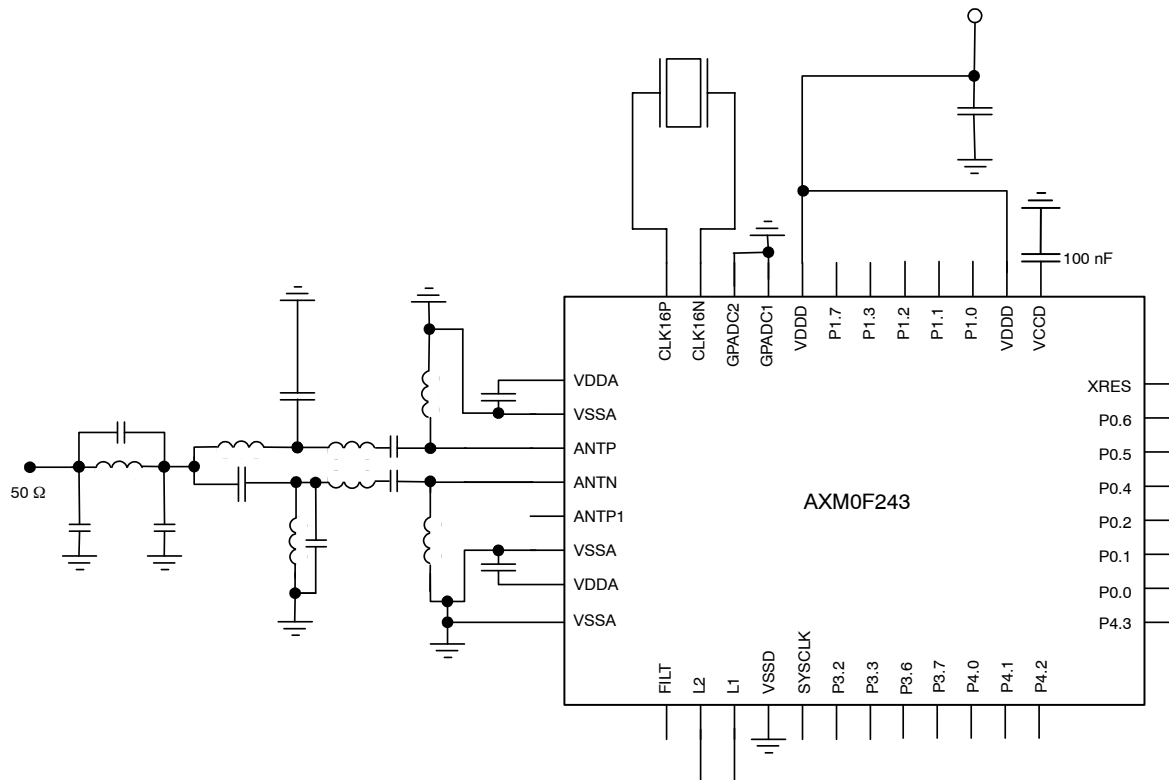 100 nF
CLK16P
CLK16N
GPADC2
GPADC1
VDDD
P1.7
P1.3
P1.2
P1.1
P1.0
VDDD
VCCD
VDDA
VSSA
ANTP
ANTN
ANTP1
VSSA
VDDA
VSSA
50 Ω
AXM0F243
XRES
P0.6
P0.5
P0.4
P0.2
P0.1
P0.0
P4.3
FILT
L2
L1
VSSD
SYSCLK
P3.2
P3.3
P3.6
P3.7
P4.0
P4.1
P4.2